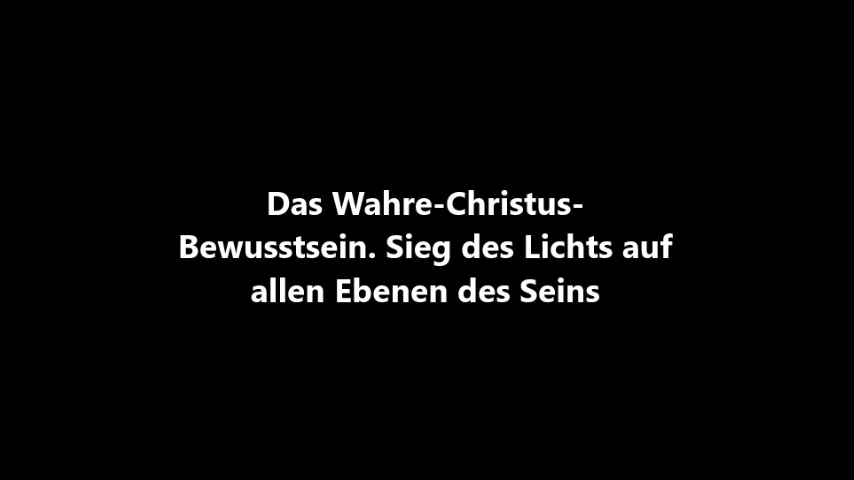 Das Wahre-Christus-
Bewusstsein. Sieg des Lichts auf
allen Ebenen des Seins